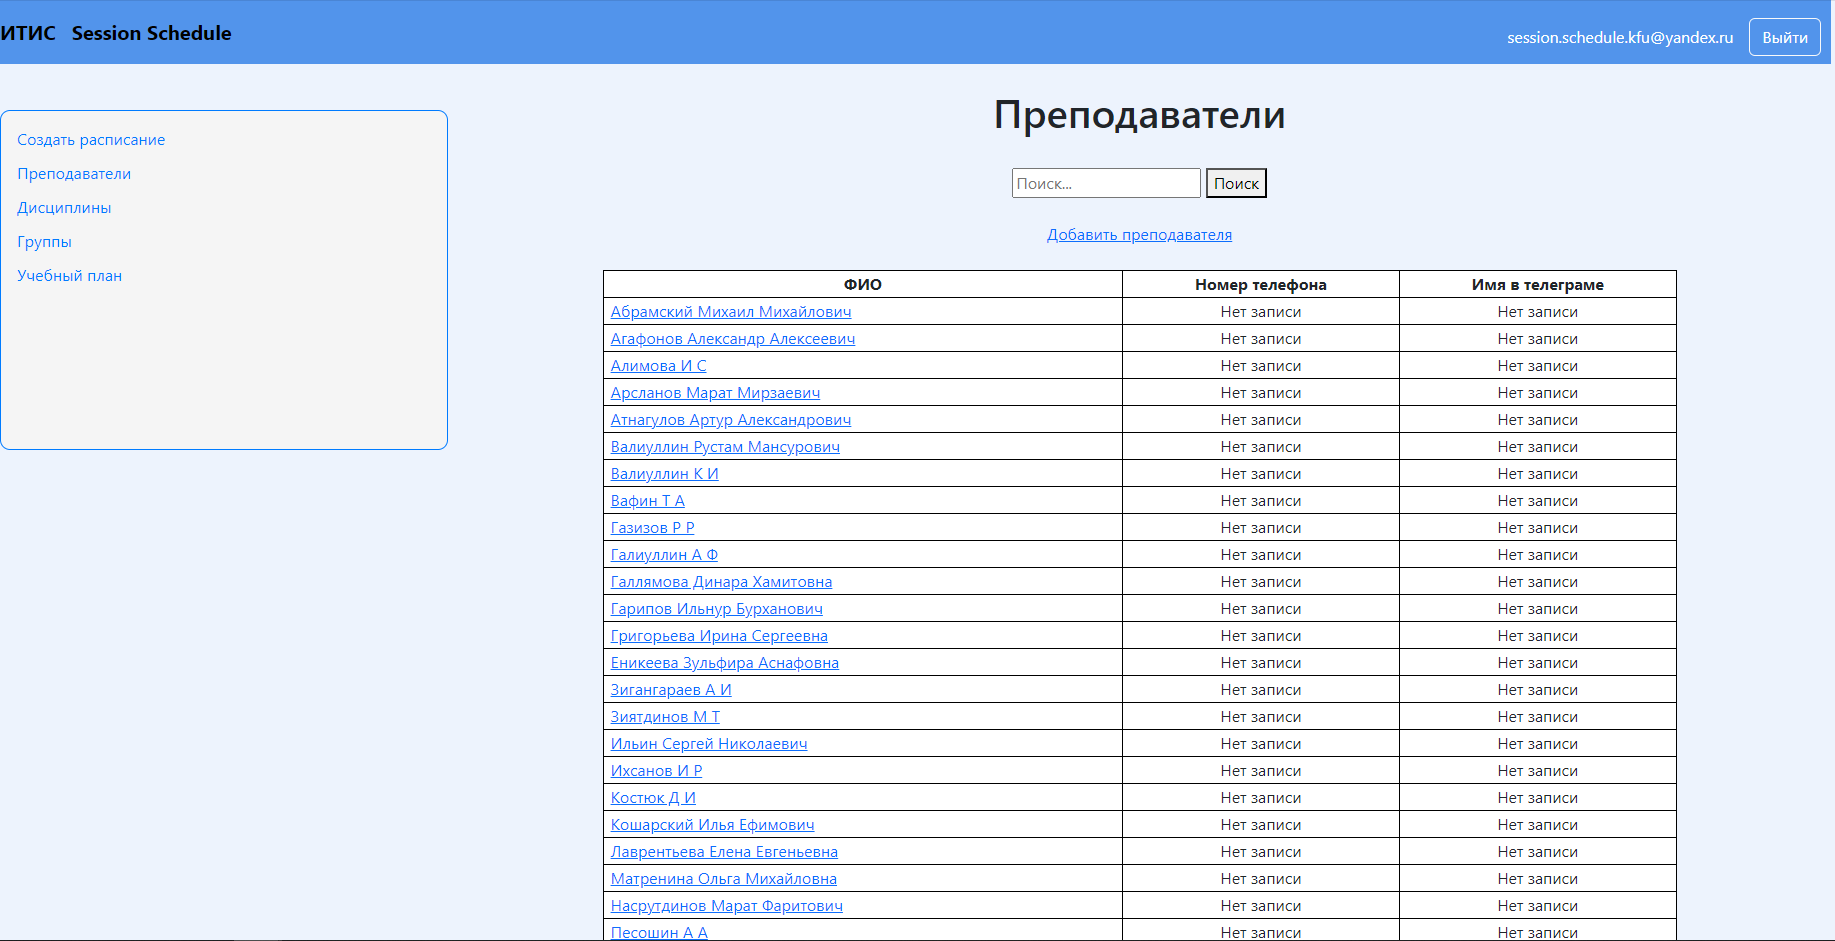 ИТИС Session Schedule
session.schedule.kfu@yandex.ru Выйти
Создать расписание
Преподаватели
Дисциплины
Группы
Учебный план
Преподаватели
Поиск... Поиск
Добавить преподавателя
ФИО Номер телефона Имя в телеграме
Абрамский Михаил Михайлович Нет записи Нет записи
Агафонов Александр Алексеевич Нет записи Нет записи
Алимова И С Нет записи Нет записи
Арсланов Марат Мирзаевич Нет записи Нет записи
Атнагулов Артур Александрович Нет записи Нет записи
Валиуллин Рустам Мансурович Нет записи Нет записи
Валиуллин К И Нет записи Нет записи
Вафин Т А Нет записи Нет записи
Газизов Р Р Нет записи Нет записи
Галиуллин А Ф Нет записи Нет записи
Галлямова Динара Хамитовна Нет записи Нет записи
Гарипов Ильнур Бурханович Нет записи Нет записи
Григорьева Ирина Сергеевна Нет записи Нет записи
Еникеева Зульфира Аснафовна Нет записи Нет записи
Зигангараев А И Нет записи Нет записи
Зиятдинов М Т Нет записи Нет записи
Ильин Сергей Николаевич Нет записи Нет записи
Ихсанов И Р Нет записи Нет записи
Костюк Д И Нет записи Нет записи
Кошарский Илья Ефимович Нет записи Нет записи
Лаврентьева Елена Евгеньевна Нет записи Нет записи
Матренина Ольга Михайловна Нет записи Нет записи
Насрутдинов Марат Фаритович Нет записи Нет записи
Песошин А А Нет записи Нет записи